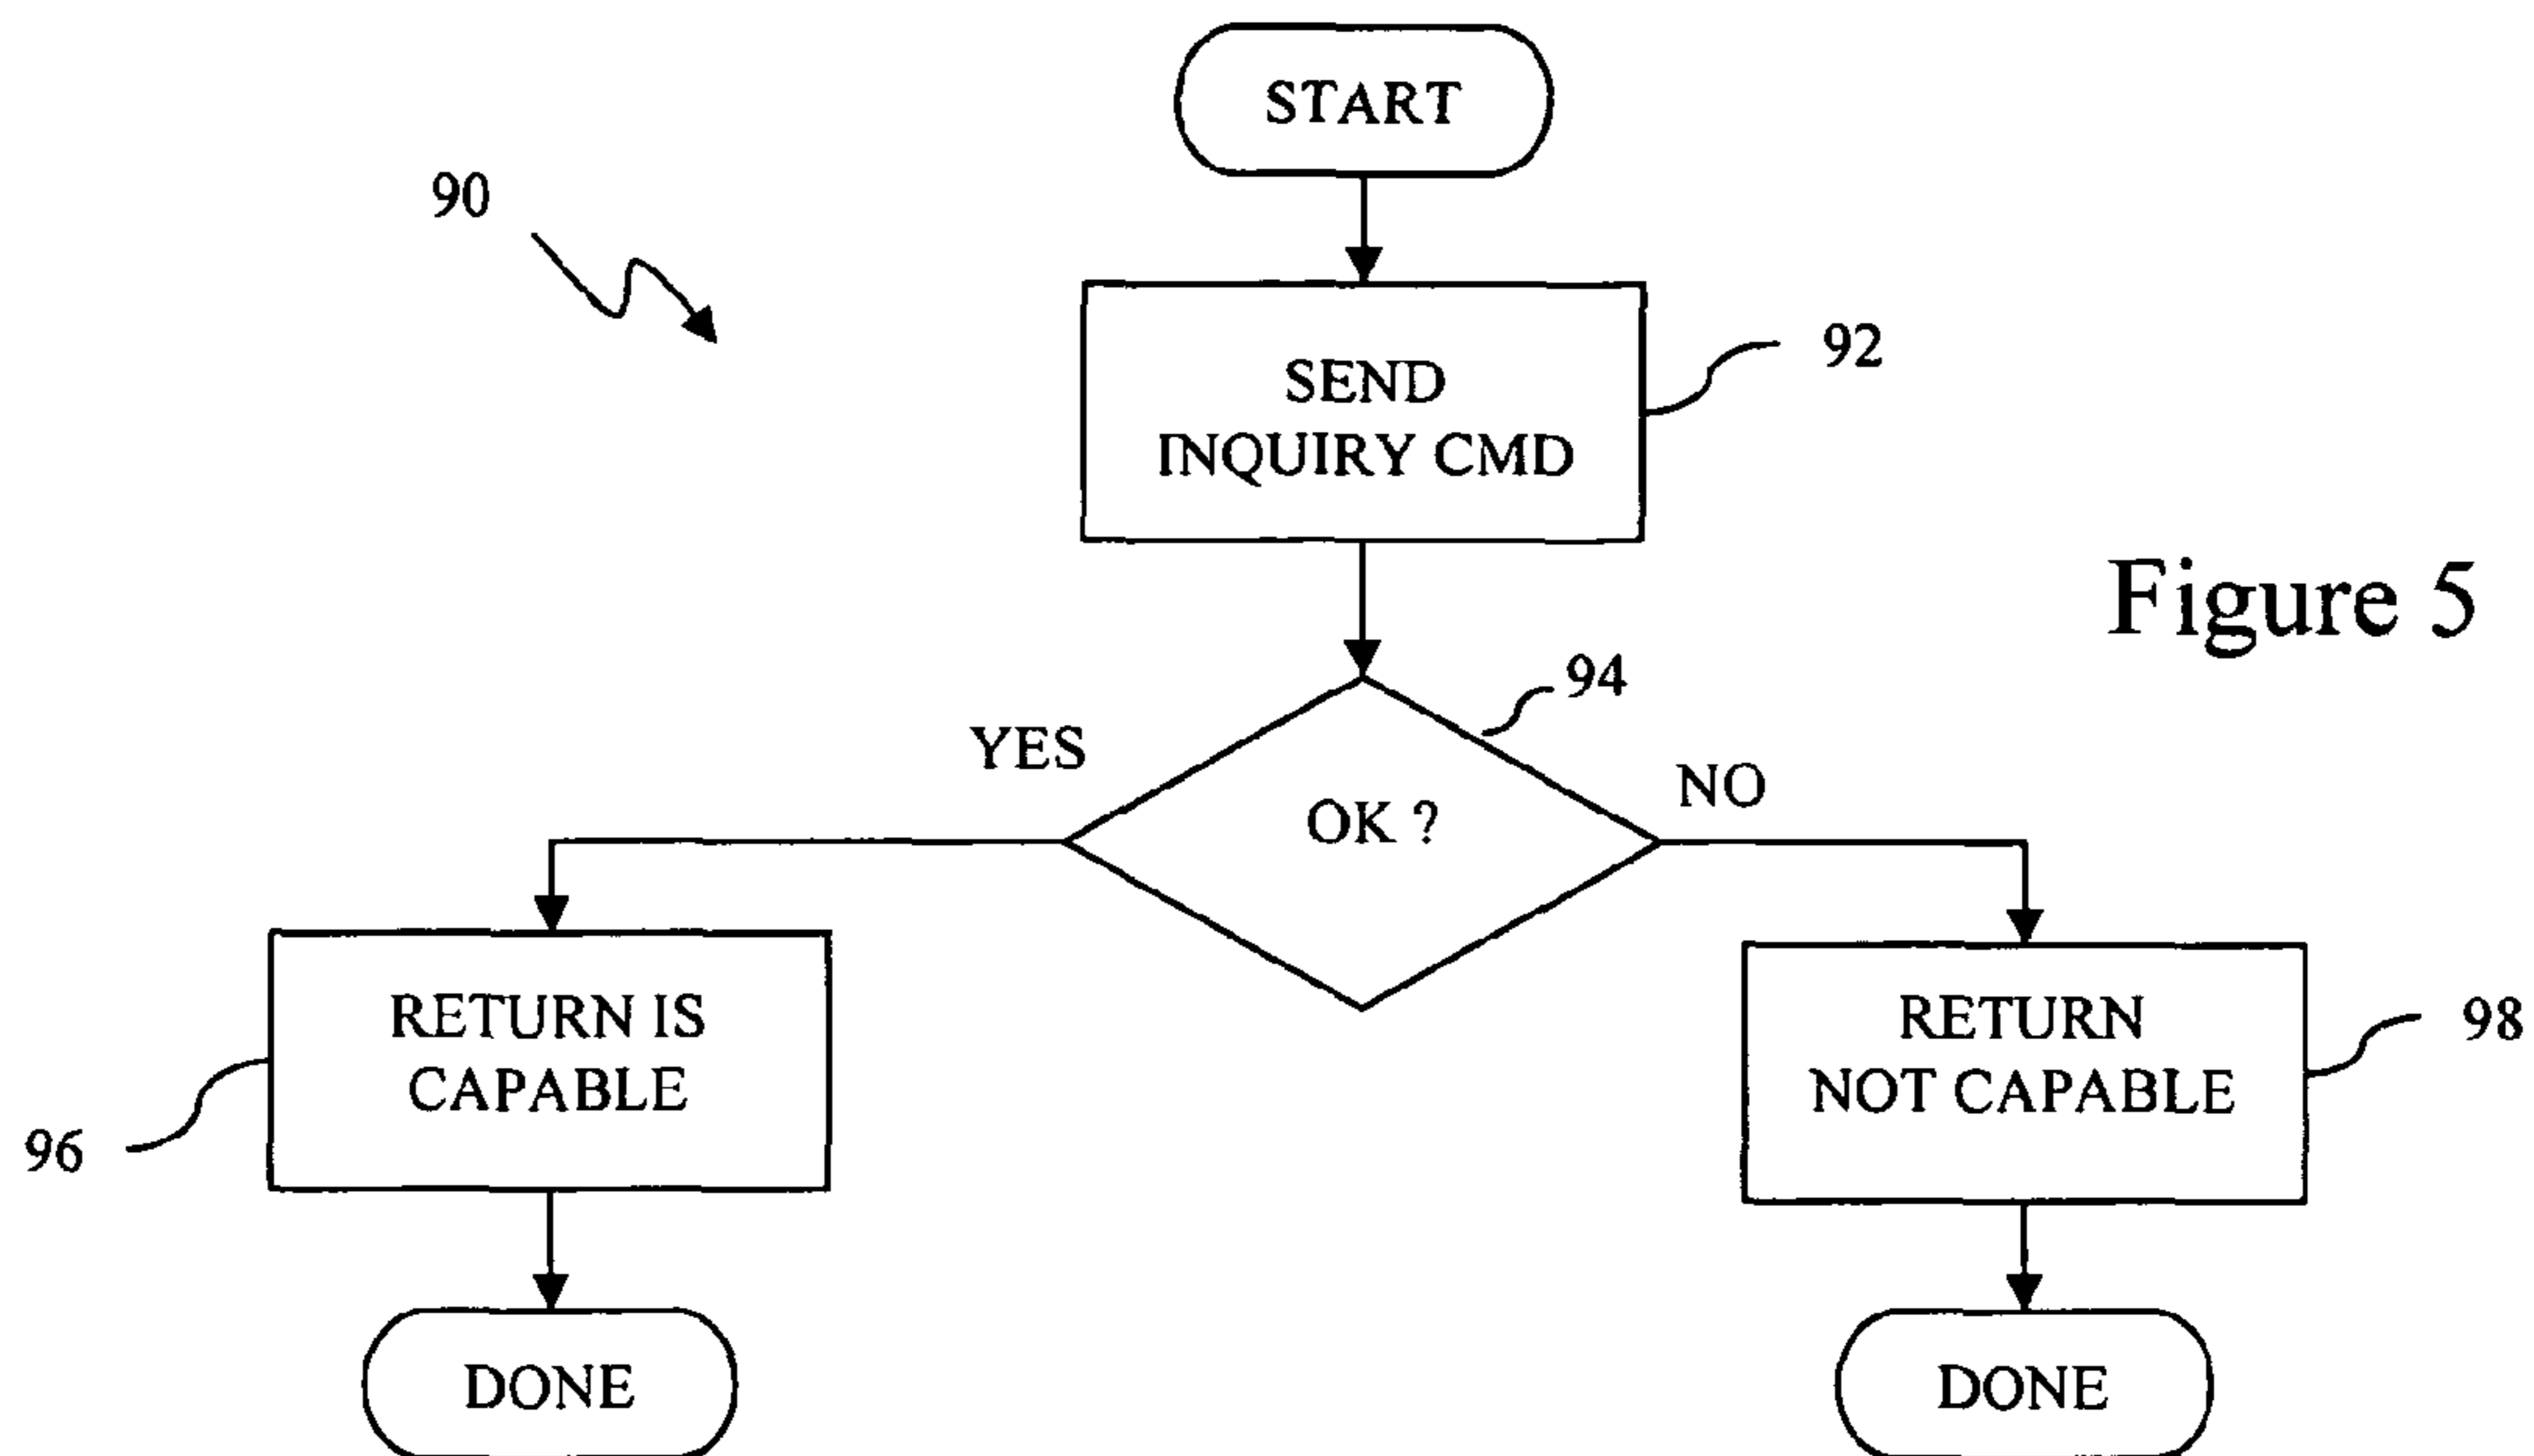 START
90
SEND
INQUIRY CMD
92
Figure 5
94
YES
OK ?
NO
RETURN IS
CAPABLE
96
RETURN
NOT CAPABLE
98
DONE
DONE